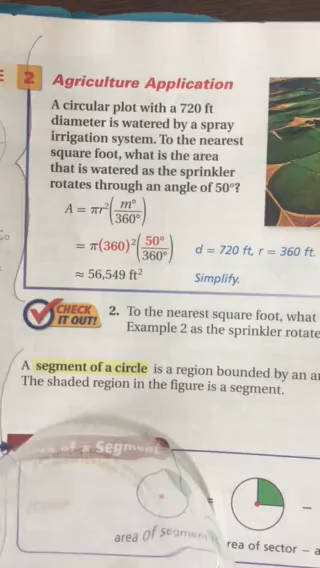 2 Agriculture Application
A circular plot with a 720 ft
diameter is watered by a spray
irrigation system. To the nearest
square foot, what is the area
that is watered as the sprinkler
rotates through an angle of 50°?
A = πr²(m°/360°)
= π(360)²(50°/360°) d = 720 ft, r = 360 ft.
≈ 56,549 ft² Simplify.
CHECK IT OUT!
2. To the nearest square foot, what
Example 2 as the sprinkler rotate
A segment of a circle is a region bounded by an
The shaded region in the figure is a segment.
of a Segment
= −
area of segment
area of sector −